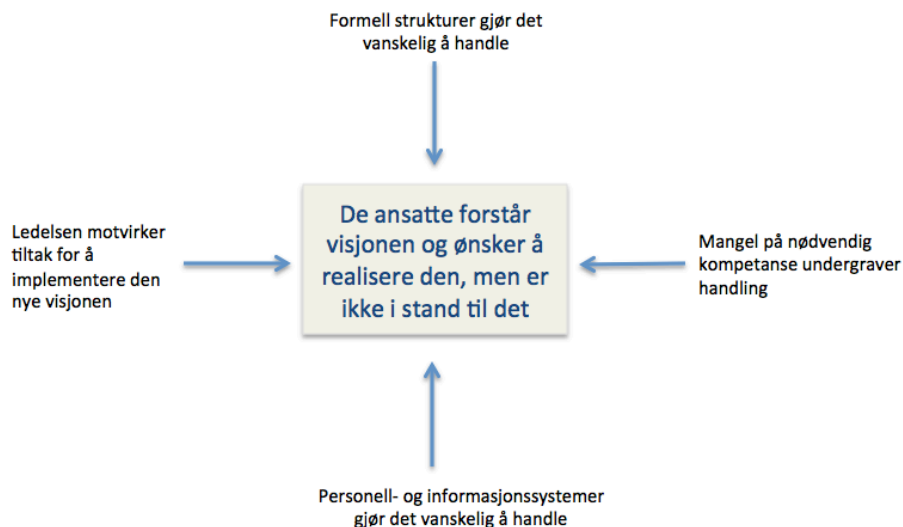 Formell strukturer gjør det
vanskelig å handle
Ledelsen motvirker
tiltak for å
implementere den
nye visjonen
De ansatte forstår
visjonen og ønsker å
realisere den, men er
ikke i stand til det
Mangel på nødvendig
kompetanse undergraver
handling
Personell- og informasjonssystemer
gjør det vanskelig å handle